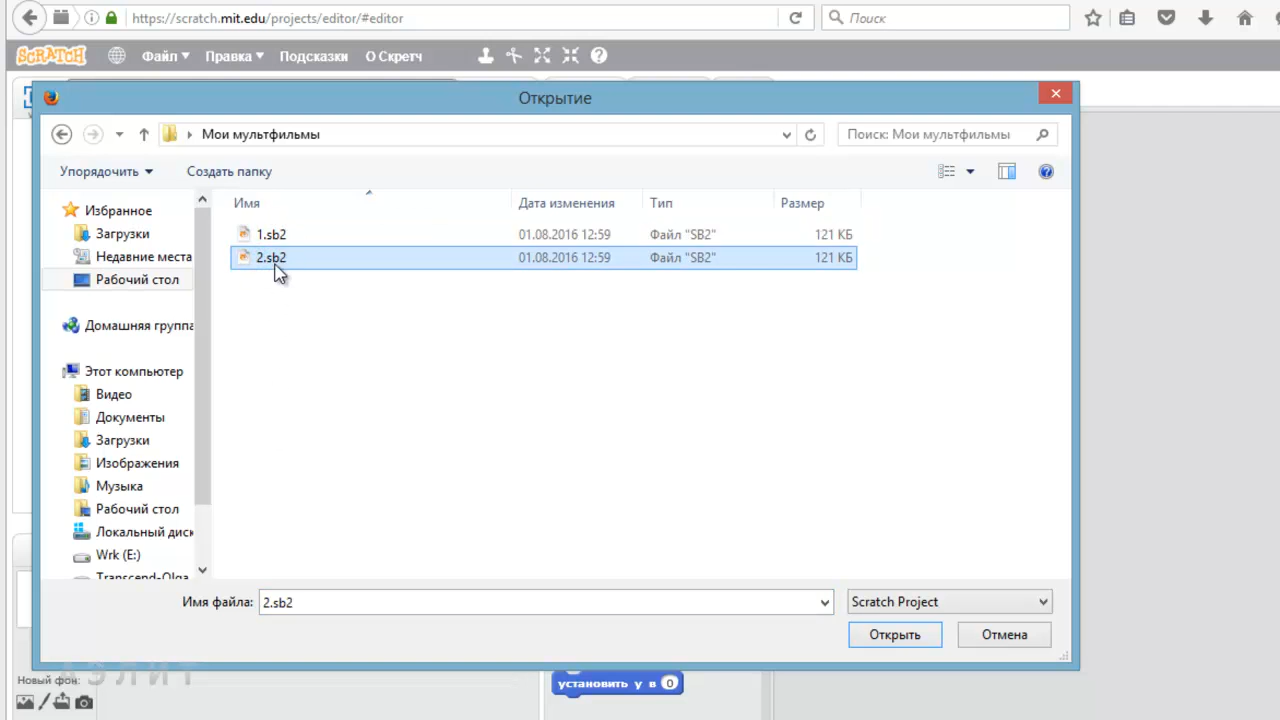 https://scratch.mit.edu/projects/editor/#editor
Поиск
SCRATCH Файл Правка Подсказки О Скретч
Открытие
Мои мультфильмы
Поиск: Мои мультфильмы
Упорядочить Создать папку
Имя Дата изменения Тип Размер
1.sb2 01.08.2016 12:59 Файл "SB2" 121 КБ
2.sb2 01.08.2016 12:59 Файл "SB2" 121 КБ
Избранное
Загрузки
Недавние места
Рабочий стол
Домашняя группа
Этот компьютер
Видео
Документы
Загрузки
Изображения
Музыка
Рабочий стол
Локальный диск
Wrk (E:)
Transcend-Olga
Имя файла: 2.sb2 Scratch Project
Открыть Отмена
АЗЛИТ
Новый фон:
установить y в 0